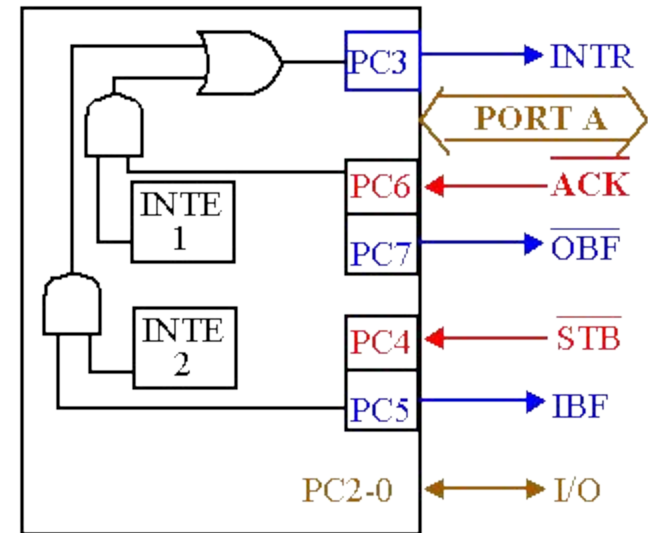 PC3 INTR
PORT A
PC6 ACK
INTE
1
PC7 OBF
INTE
2
PC4 STB
PC5 IBF
PC2-0 I/O